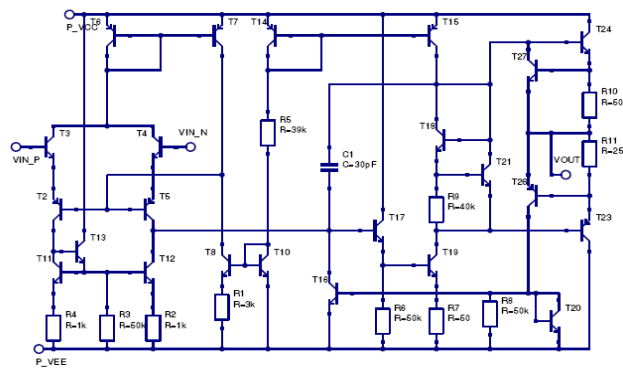 T6
T7
T14
T15
T24
P_VCC
T27
R10
R=50
R5
R=39k
T3
T4
VIN_N
T18
R11
R=25
VIN_P
C1
C=30pF
T21
VOUT
T2
T5
R9
R=40k
T26
T17
T13
T23
T11
T12
T8
T10
T19
T16
R1
R=3k
R4
R=1k
R3
R=50k
R2
R=1k
R6
R=50k
R7
R=50
R8
R=50k
T20
P_VEE